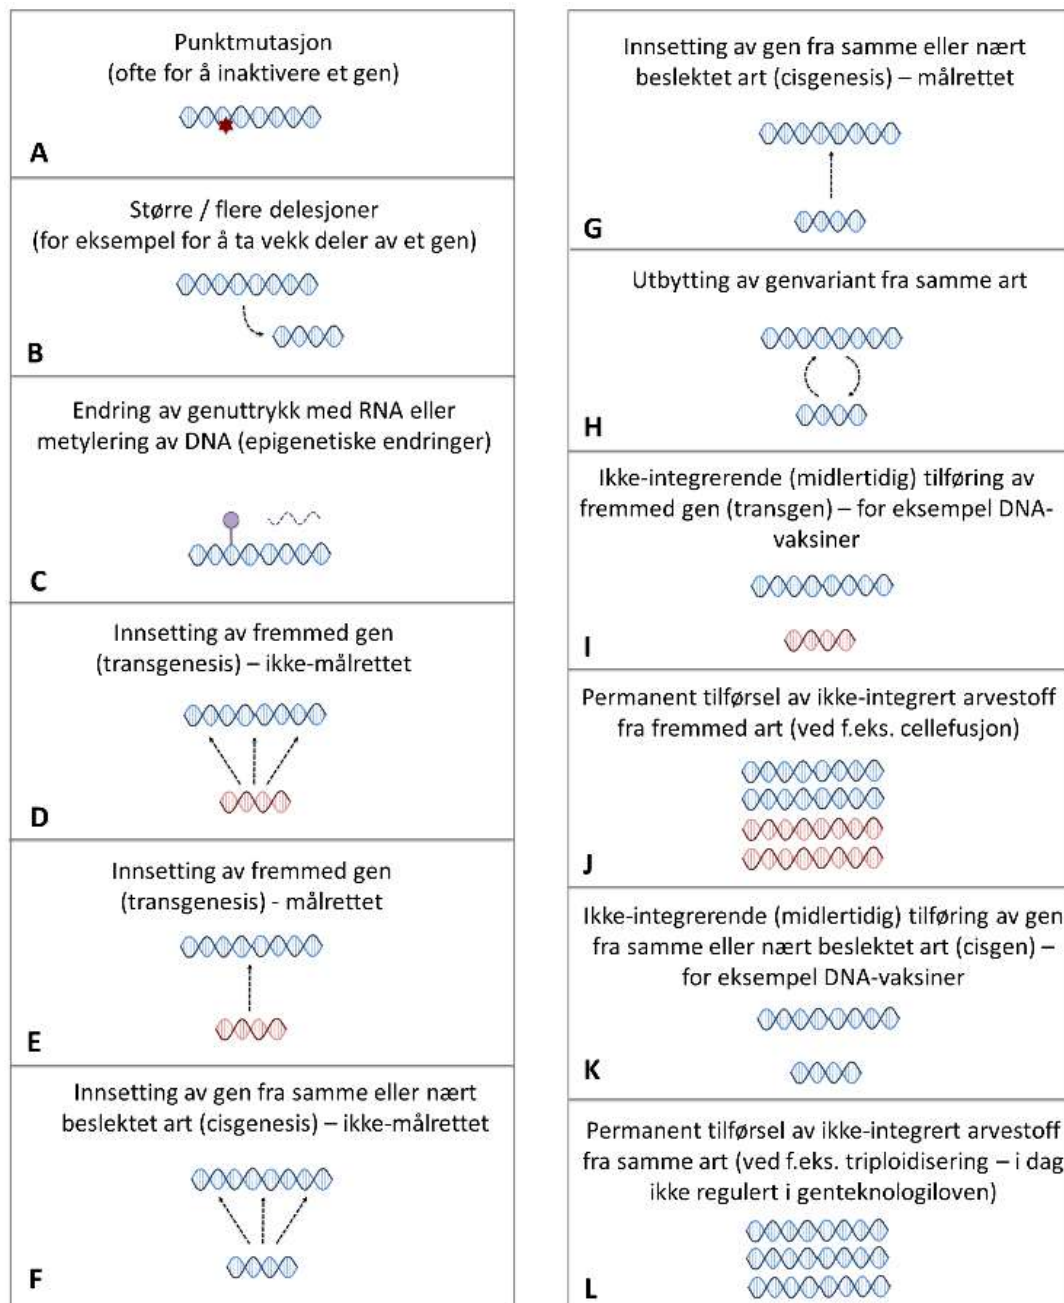 Punktmutasjon
(ofte for å inaktivere et gen)
A
Større / flere delesjoner
(for eksempel for å ta vekk deler av et gen)
B
Endring av genuttrykk med RNA eller
metylering av DNA (epigenetiske endringer)
C
Innsetting av fremmed gen
(transgenesis) – ikke-målrettet
D
Innsetting av fremmed gen
(transgenesis) - målrettet
E
Innsetting av gen fra samme eller nært
beslektet art (cisgenesis) – ikke-målrettet
F
Innsetting av gen fra samme eller nært
beslektet art (cisgenesis) – målrettet
G
Utbytting av genvariant fra samme art
H
Ikke-integrerende (midlertidig) tilføring av
fremmed gen (transgen) – for eksempel DNA-
vaksiner
I
Permanent tilførsel av ikke-integrert arvestoff
fra fremmed art (ved f.eks. cellefusjon)
J
Ikke-integrerende (midlertidig) tilføring av gen
fra samme eller nært beslektet art (cisgen) –
for eksempel DNA-vaksiner
K
Permanent tilførsel av ikke-integrert arvestoff
fra samme art (ved f.eks. triploidisering – i dag
ikke regulert i genteknologiloven)
L